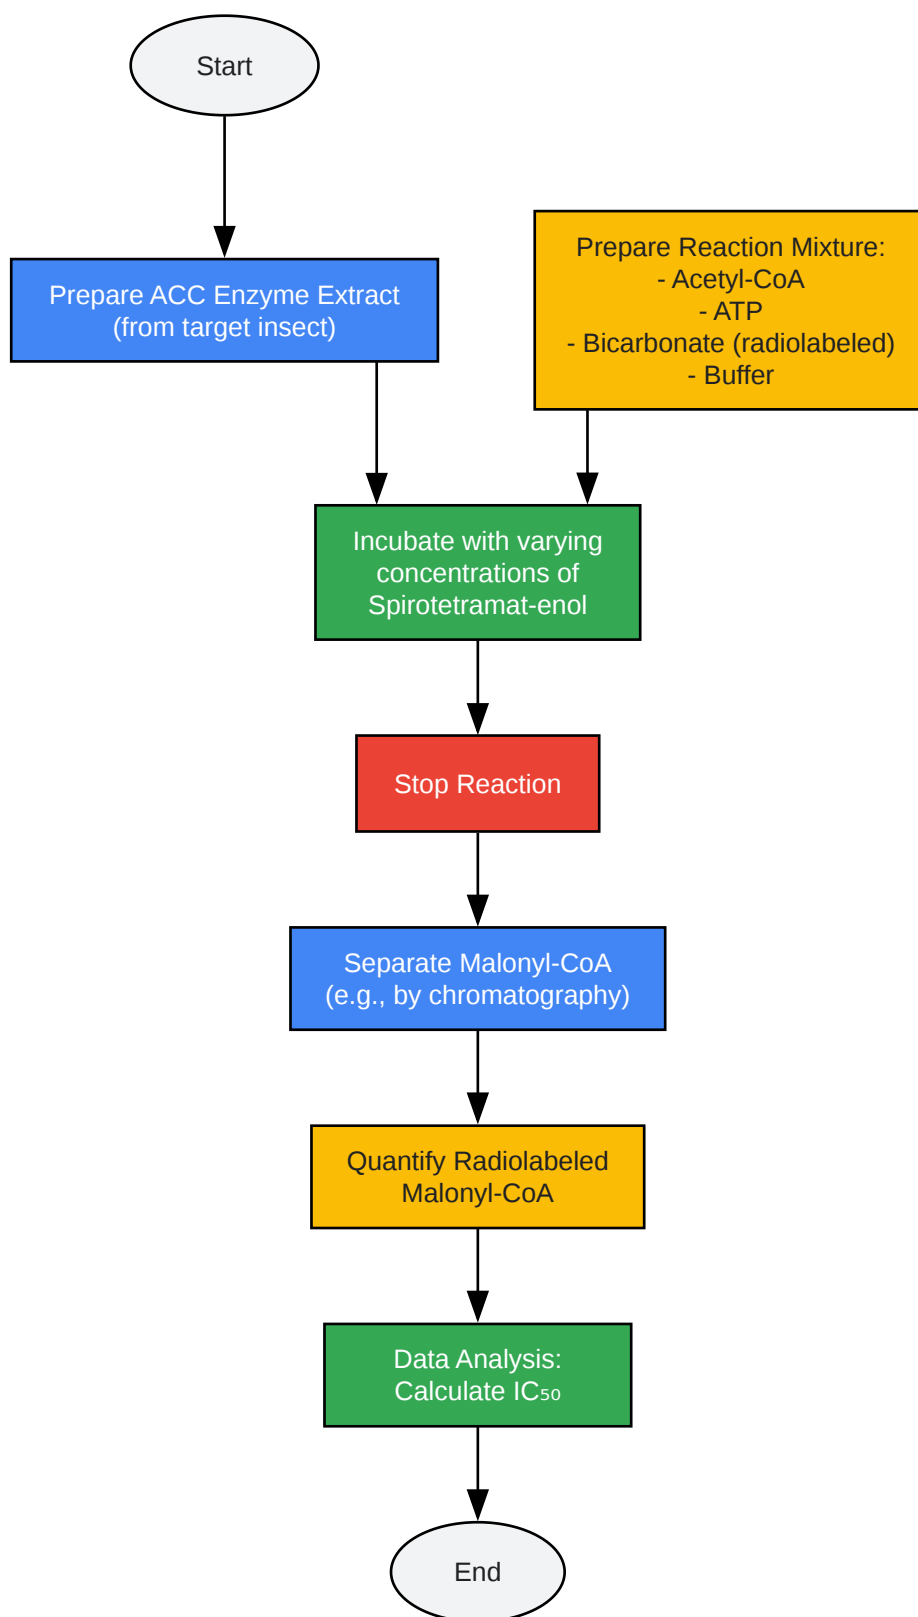 Start
Prepare ACC Enzyme Extract
(from target insect)
Prepare Reaction Mixture:
- Acetyl-CoA
- ATP
- Bicarbonate (radiolabeled)
- Buffer
Incubate with varying
concentrations of
Spirotetramat-enol
Stop Reaction
Separate Malonyl-CoA
(e.g., by chromatography)
Quantify Radiolabeled
Malonyl-CoA
Data Analysis:
Calculate IC₅₀
End